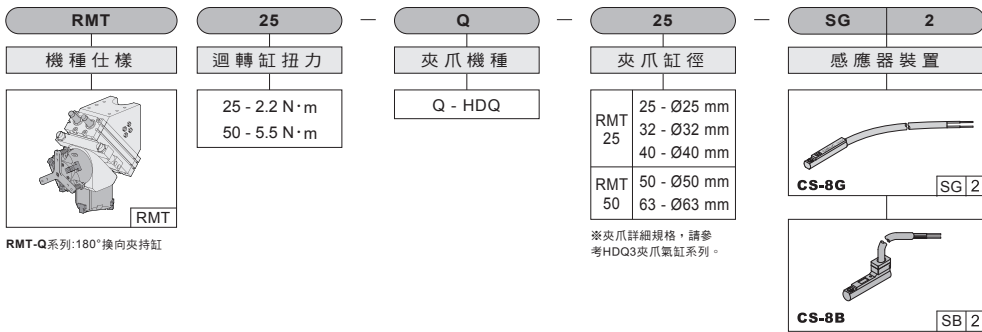 RMT 25 — Q — 25 — SG 2
機種仕樣
迴轉缸扭力
夾爪機種
夾爪缸徑
感應器裝置
RMT
RMT-Q系列:180°換向夾持缸
25 - 2.2 N·m
50 - 5.5 N·m
Q - HDQ
RMT
25
25 - Ø25 mm
32 - Ø32 mm
40 - Ø40 mm
RMT
50
50 - Ø50 mm
63 - Ø63 mm
※夾爪詳細規格，請參
考HDQ3夾爪氣缸系列。
CS-8G SG 2
CS-8B SB 2